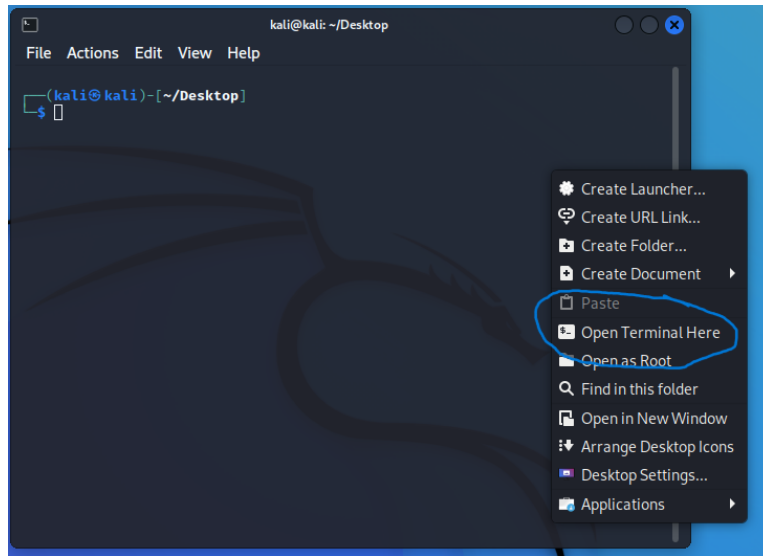 kali@kali: ~/Desktop
File Actions Edit View Help
┌──(kali㉿kali)-[~/Desktop]
└─$
Create Launcher...
Create URL Link...
Create Folder...
Create Document
Paste
Open Terminal Here
Open as Root
Find in this folder
Open in New Window
Arrange Desktop Icons
Desktop Settings...
Applications